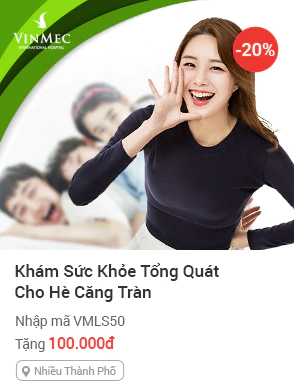 VINMEC
INTERNATIONAL HOSPITAL
-20%
Khám Sức Khỏe Tổng Quát
Cho Hè Căng Tràn
Nhập mã VMLS50
Tặng 100.000đ
Nhiều Thành Phố